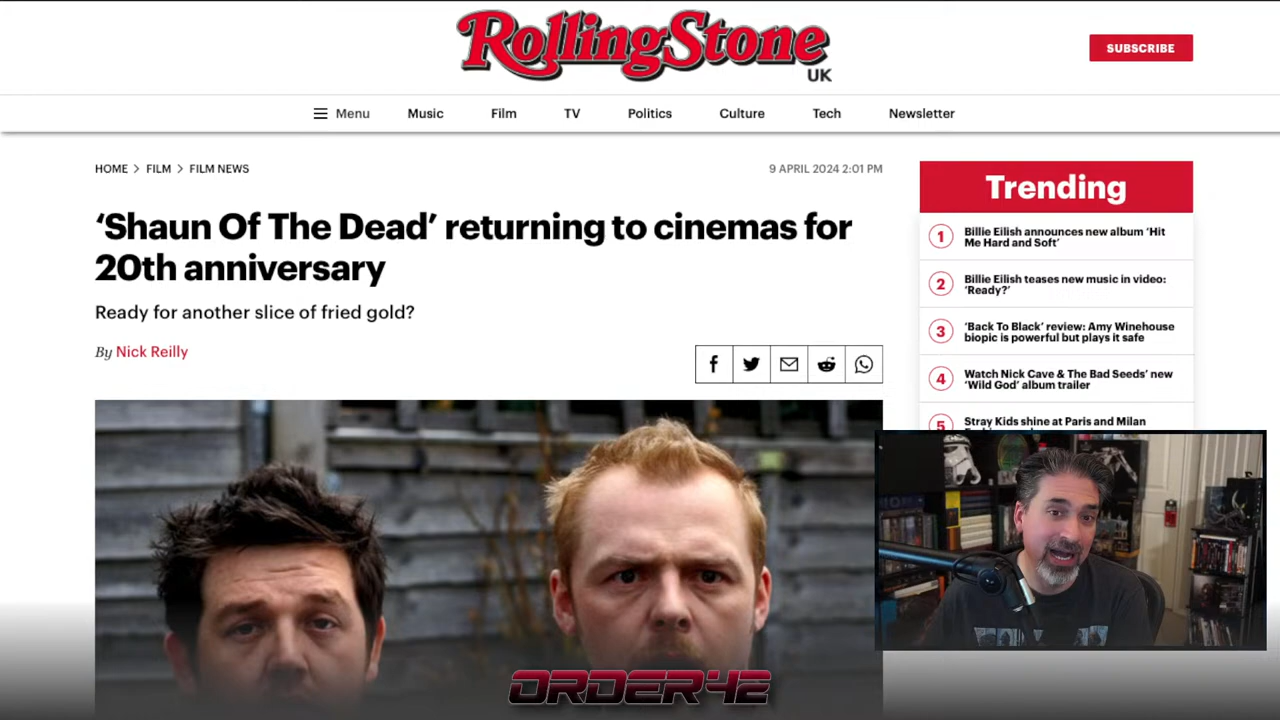 RollingStone
UK
SUBSCRIBE
Menu
Music
Film
TV
Politics
Culture
Tech
Newsletter
HOME > FILM > FILM NEWS
9 APRIL 2024 2:01 PM
‘Shaun Of The Dead’ returning to cinemas for
20th anniversary
Ready for another slice of fried gold?
By Nick Reilly
Trending
1
Billie Eilish announces new album ‘Hit
Me Hard and Soft’
2
Billie Eilish teases new music in video:
‘Ready?’
3
‘Back To Black’ review: Amy Winehouse
biopic is powerful but plays it safe
4
Watch Nick Cave & The Bad Seeds’ new
‘Wild God’ album trailer
5
Stray Kids shine at Paris and Milan
ORDER42